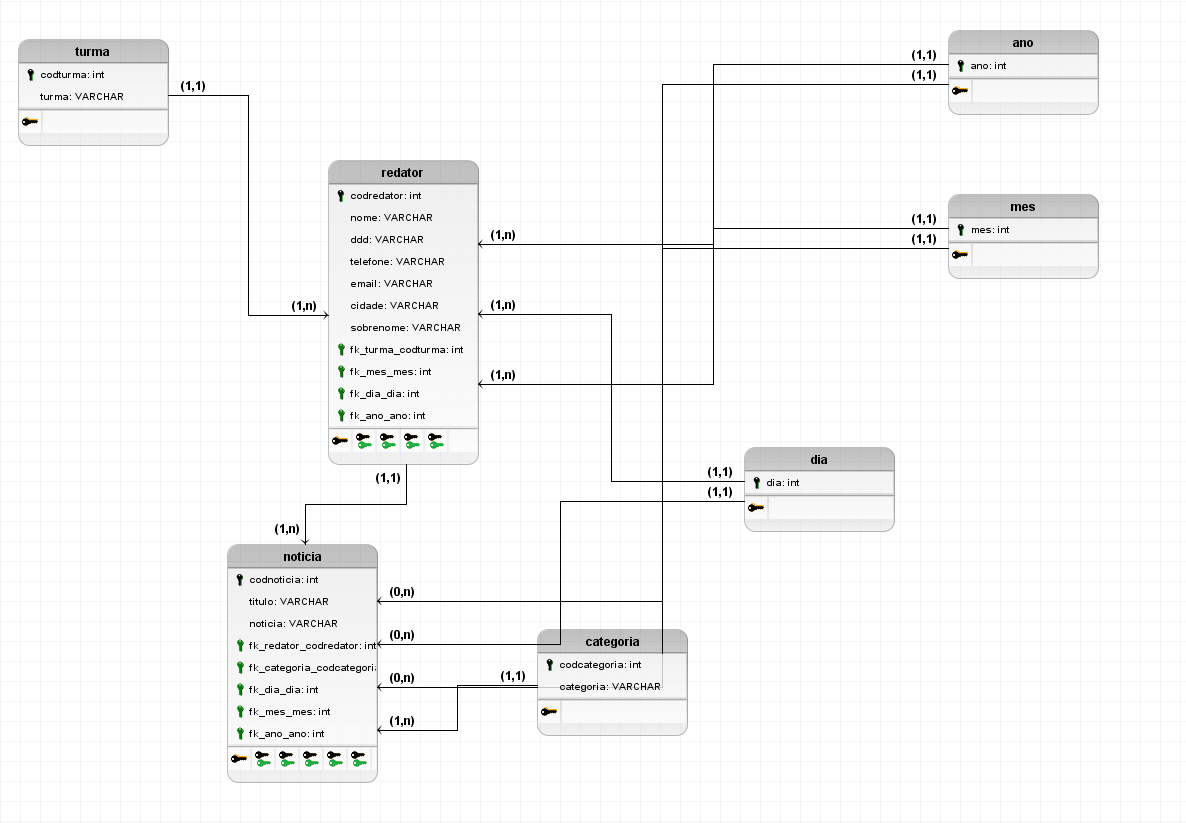 turma
codturma: int
turma: VARCHAR
(1,1)
ano
(1,1)
ano: int
(1,1)
redator
codredator: int
nome: VARCHAR
ddd: VARCHAR
telefone: VARCHAR
email: VARCHAR
cidade: VARCHAR
sobrenome: VARCHAR
fk_turma_codturma: int
fk_mes_mes: int
fk_dia_dia: int
fk_ano_ano: int
(1,n)
(1,n)
(1,n)
(1,n)
(1,1)
mes
(1,1)
mes: int
(1,1)
dia
(1,1)
dia: int
(1,1)
(1,n)
noticia
codnoticia: int
titulo: VARCHAR
noticia: VARCHAR
fk_redator_codredator: int
fk_categoria_codcategori
fk_dia_dia: int
fk_mes_mes: int
fk_ano_ano: int
(0,n)
(0,n)
(0,n)
(1,n)
(1,1)
categoria
codcategoria: int
categoria: VARCHAR